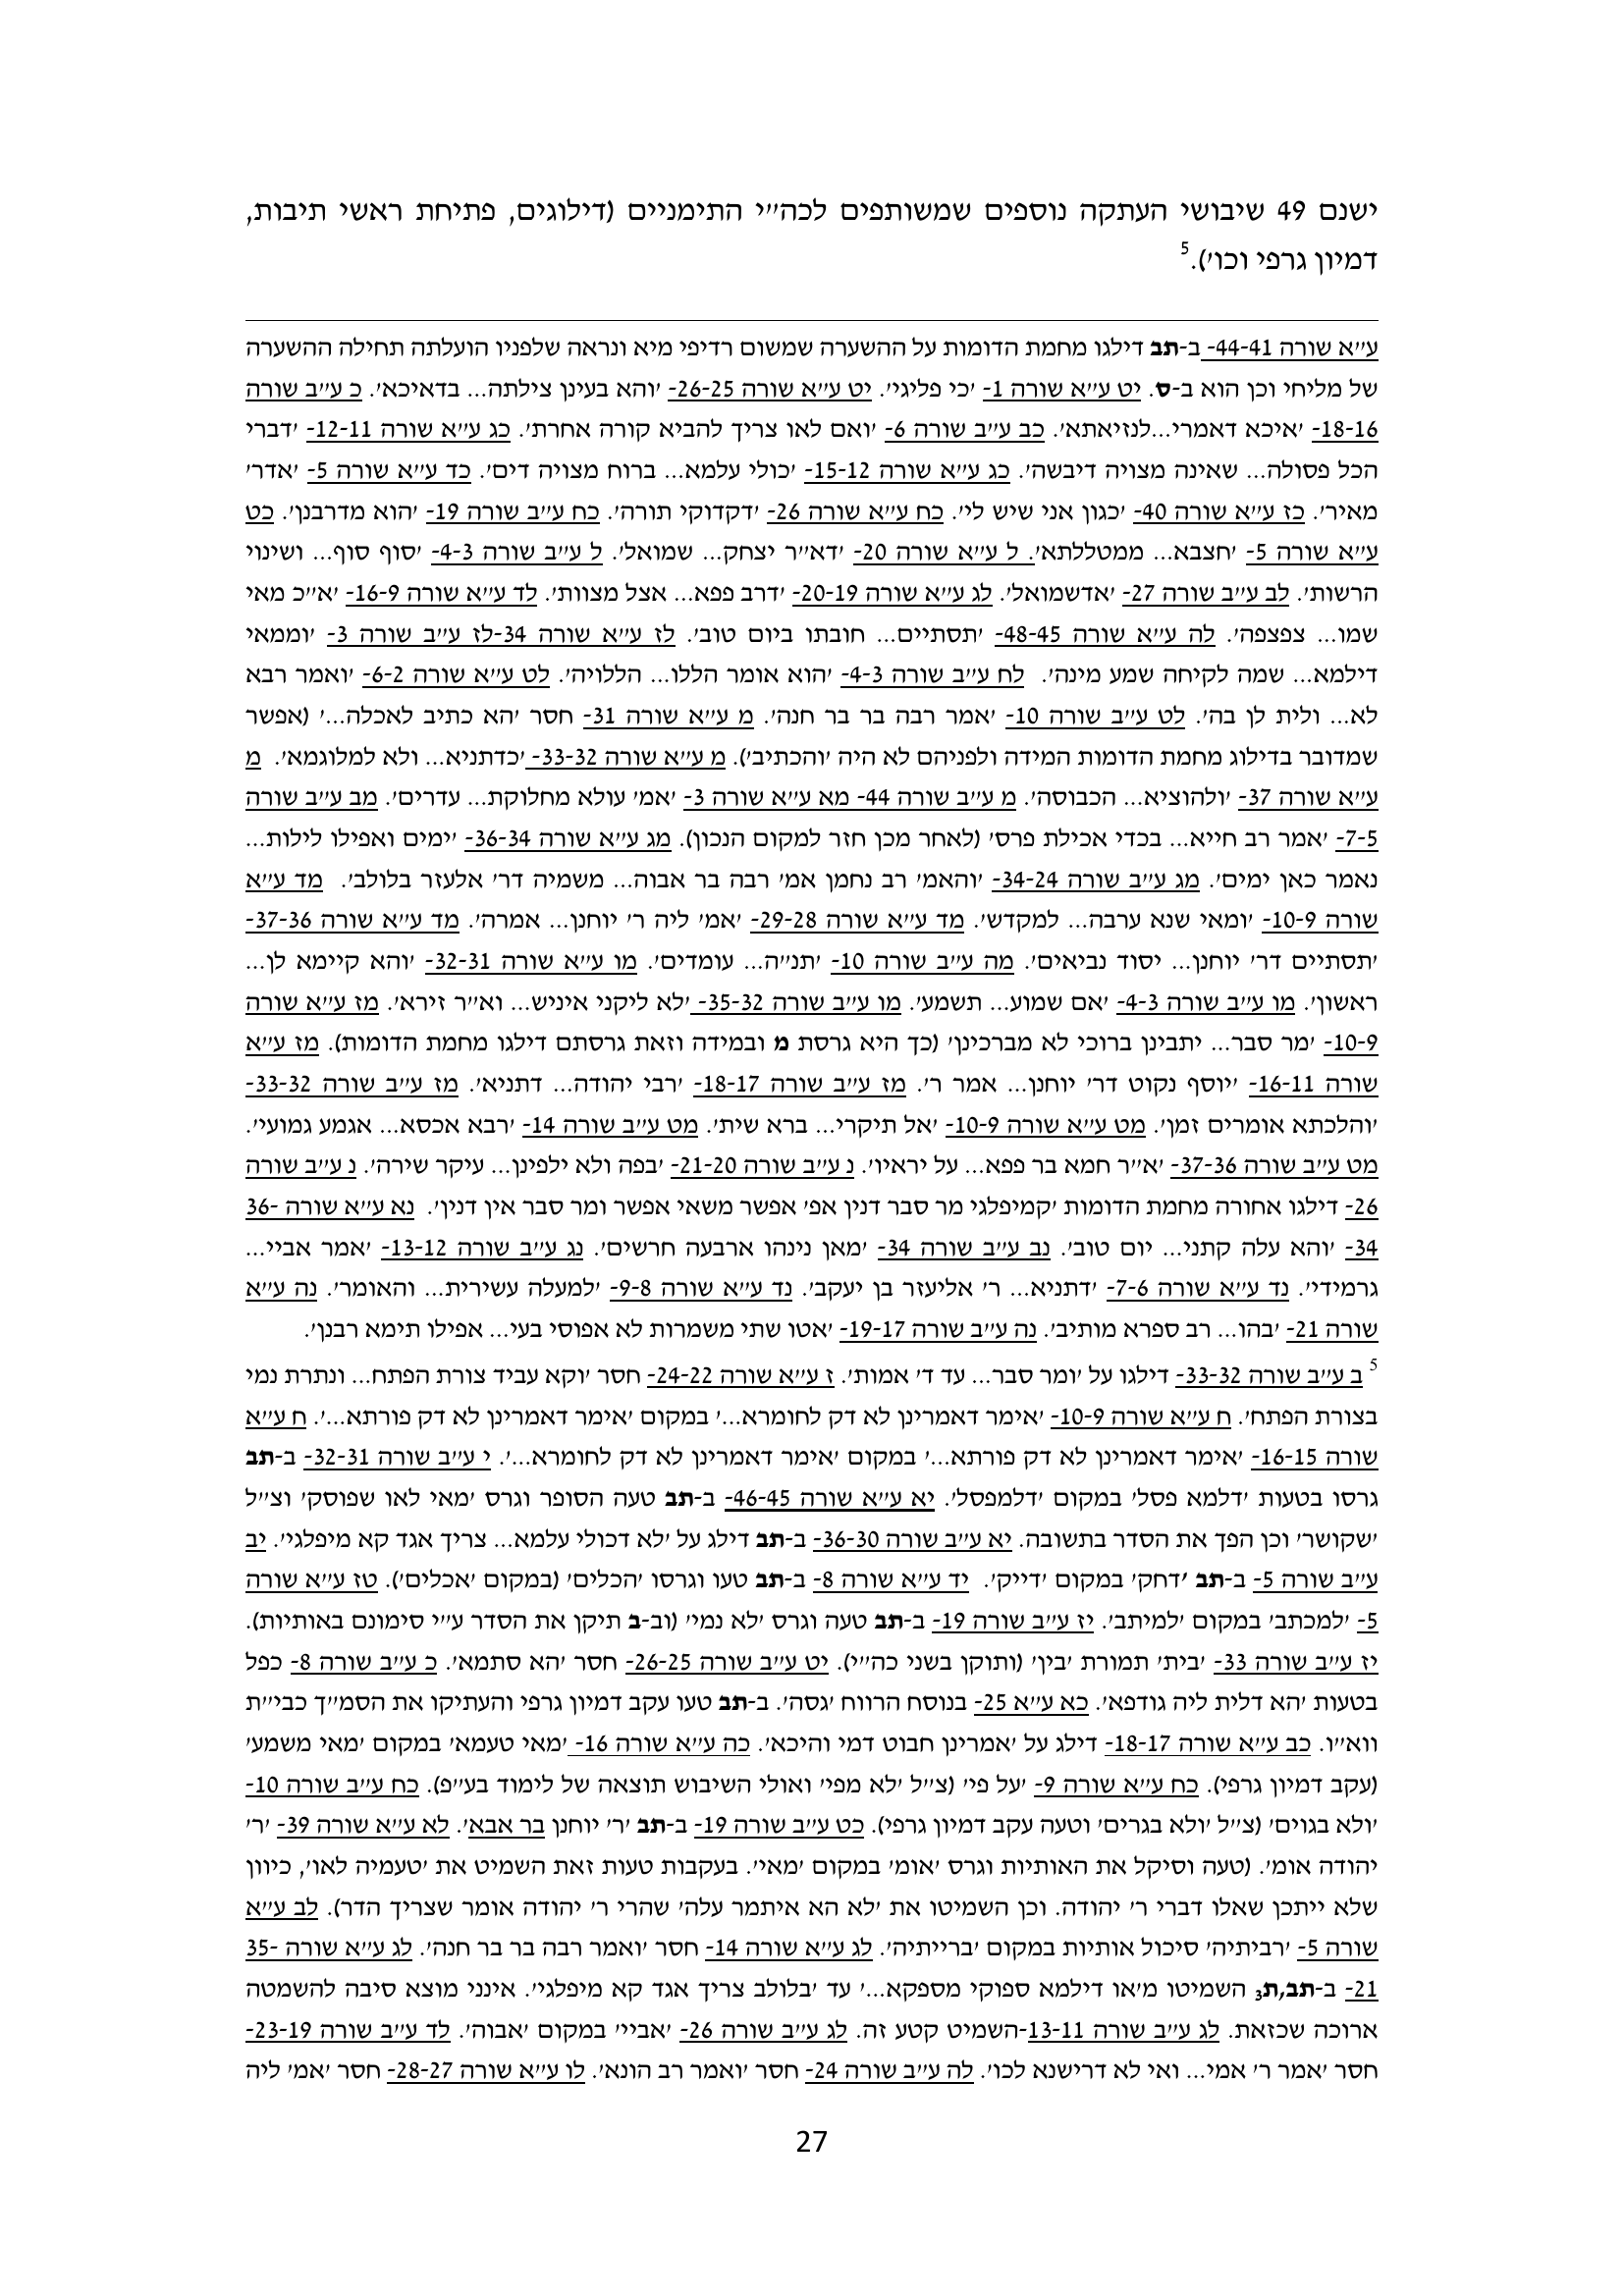 ישנם 49 שיבושי העתקה נוספים שמשותפים לכה״י התימניים (דילוגים, פתיחת ראשי תיבות,
דמיון גרפי וכו׳).5
ע״א שורה 44-41- ב-תב דילגו מחמת הדומות על ההשערה שמשום רדיפי מיא ונראה שלפניו הועלתה תחילה ההשערה
של מליחי וכן הוא ב-ס. יט ע״א שורה 1- ׳כי פליגי׳. יט ע״א שורה 26-25- ׳והא בעינן צילתה... בדאיכא׳. כ ע״ב שורה
18-16- ׳איכא דאמרי...לנזיאתא׳. כב ע״ב שורה 6- ׳ואם לאו צריך להביא קורה אחרת׳. כג ע״א שורה 12-11- ׳דברי
הכל פסולה... שאינה מצויה דיבשה׳. כג ע״א שורה 15-12- ׳כולי עלמא... ברוח מצויה דים׳. כד ע״א שורה 5- ׳אדר׳
מאיר׳. כז ע״א שורה 40- ׳כגון אני שיש לי׳. כח ע״א שורה 26- ׳דקדוקי תורה׳. כח ע״ב שורה 19- ׳הוא מדרבנן׳. כט
ע״א שורה 5- ׳חצבא... ממטללתא׳. ל ע״א שורה 20- ׳דא״ר יצחק... שמואל׳. ל ע״ב שורה 4-3- ׳סוף סוף... ושינוי
הרשות׳. לב ע״ב שורה 27- ׳אדשמואל׳. לג ע״א שורה 20-19- ׳דרב פפא... אצל מצוות׳. לד ע״א שורה 16-9- ׳א״כ מאי
שמו... צפצפה׳. לה ע״א שורה 48-45- ׳תסתיים... חובתו ביום טוב׳. לז ע״א שורה 34-לז ע״ב שורה 3- ׳וממאי
דילמא... שמה לקיחה שמע מינה׳. לח ע״ב שורה 4-3- ׳הוא אומר הללו... הללויה׳. לט ע״א שורה 6-2- ׳ואמר רבא
לא... ולית לן בה׳. לט ע״ב שורה 10- ׳אמר רבה בר בר חנה׳. מ ע״א שורה 31- חסר ׳הא כתיב לאכלה...׳ (אפשר
שמדובר בדילוג מחמת הדומות המידה ולפניהם לא היה ׳והכתיב׳). מ ע״א שורה 33-32- ׳כדתניא... ולא למלוגמא׳. מ
ע״א שורה 37- ׳ולהוציא... הכבוסה׳. מ ע״ב שורה 44- מא ע״א שורה 3- ׳אמ׳ עולא מחלוקת... עדרים׳. מב ע״ב שורה
7-5- ׳אמר רב חייא... בכדי אכילת פרס׳ (לאחר מכן חזר למקום הנכון). מג ע״א שורה 36-34- ׳ימים ואפילו לילות...
נאמר כאן ימים׳. מג ע״ב שורה 34-24- ׳והאמ׳ רב נחמן אמ׳ רבה בר אבוה... משמיה דר׳ אלעזר בלולב׳. מד ע״א
שורה 10-9- ׳ומאי שנא ערבה... למקדש׳. מד ע״א שורה 29-28- ׳אמ׳ ליה ר׳ יוחנן... אמרה׳. מד ע״א שורה 37-36-
׳תסתיים דר׳ יוחנן... יסוד נביאים׳. מה ע״ב שורה 10- ׳תנ״ה... עומדים׳. מו ע״א שורה 32-31- ׳והא קיימא לן...
ראשון׳. מו ע״ב שורה 4-3- ׳אם שמוע... תשמע׳. מו ע״ב שורה 35-32- ׳לא ליקני איניש... וא״ר זירא׳. מז ע״א שורה
10-9- ׳מר סבר... יתבינן ברוכי לא מברכינן׳ (כך היא גרסת מ ובמידה וזאת גרסתם דילגו מחמת הדומות). מז ע״א
שורה 16-11- ׳יוסף נקוט דר׳ יוחנן... אמר ר׳. מז ע״ב שורה 18-17- ׳רבי יהודה... דתניא׳. מז ע״ב שורה 33-32-
׳והלכתא אומרים זמן׳. מט ע״א שורה 10-9- ׳אל תיקרי... ברא שית׳. מט ע״ב שורה 14- ׳רבא אכסא... אגמע גמועי׳.
מט ע״ב שורה 37-36- ׳א״ר חמא בר פפא... על יראיו׳. נ ע״ב שורה 21-20- ׳בפה ולא ילפינן... עיקר שירה׳. נ ע״ב שורה
26- דילגו אחורה מחמת הדומות ׳קמיפלגי מר סבר דנין אפ׳ אפשר משאי אפשר ומר סבר אין דנין׳. נא ע״א שורה 36-
34- ׳והא עלה קתני... יום טוב׳. נב ע״ב שורה 34- ׳מאן נינהו ארבעה חרשים׳. נג ע״ב שורה 13-12- ׳אמר אביי...
גרמידי׳. נד ע״א שורה 7-6- ׳דתניא... ר׳ אליעזר בן יעקב׳. נד ע״א שורה 9-8- ׳למעלה עשירית... והאומר׳. נה ע״א
שורה 21- ׳בהו... רב ספרא מותיב׳. נה ע״ב שורה 19-17- ׳אטו שתי משמרות לא אפוסי בעי... אפילו תימא רבנן׳.
5 ב ע״ב שורה 33-32- דילגו על ׳ומר סבר... עד ד׳ אמות׳. ז ע״א שורה 24-22- חסר ׳וקא עביד צורת הפתח... ונתרת נמי
בצורת הפתח׳. ח ע״א שורה 10-9- ׳אימר דאמרינן לא דק לחומרא...׳ במקום ׳אימר דאמרינן לא דק פורתא...׳. ח ע״א
שורה 16-15- ׳אימר דאמרינן לא דק פורתא...׳ במקום ׳אימר דאמרינן לא דק לחומרא...׳. י ע״ב שורה 32-31- ב-תב
גרסו בטעות ׳דלמא פסל׳ במקום ׳דלמפסל׳. יא ע״א שורה 46-45- ב-תב טעה הסופר וגרס ׳מאי לאו שפוסק׳ וצ״ל
׳שקושר׳ וכן הפך את הסדר בתשובה. יא ע״ב שורה 36-30- ב-תב דילג על ׳לא דכולי עלמא... צריך אגד קא מיפלגי׳. יב
ע״ב שורה 5- ב-תב ׳דחק׳ במקום ׳דייק׳. יד ע״א שורה 8- ב-תב טעו וגרסו ׳הכלים׳ (במקום ׳אכלים׳). טז ע״א שורה
5- ׳למכתב׳ במקום ׳למיתב׳. יז ע״ב שורה 19- ב-תב טעה וגרס ׳לא נמי׳ (וב-ב תיקן את הסדר ע״י סימונם באותיות).
יז ע״ב שורה 33- ׳בית׳ תמורת ׳בין׳ (ותוקן בשני כה״י). יט ע״ב שורה 26-25- חסר ׳הא סתמא׳. כ ע״ב שורה 8- כפל
בטעות ׳הא דלית ליה גודפא׳. כא ע״א 25- בנוסח הרווח ׳גסה׳. ב-תב טעו עקב דמיון גרפי והעתיקו את הסמ״ך כבי״ת
ווא״ו. כב ע״א שורה 18-17- דילג על ׳אמרינן חבוט דמי והיכא׳. כה ע״א שורה 16- ׳מאי טעמא׳ במקום ׳מאי משמע׳
(עקב דמיון גרפי). כח ע״א שורה 9- ׳על פי׳ (צ״ל ׳לא מפי׳ ואולי השיבוש תוצאה של לימוד בע״פ). כח ע״ב שורה 10-
׳ולא בגוים׳ (צ״ל ׳ולא בגרים׳ וטעה עקב דמיון גרפי). כט ע״ב שורה 19- ב-תב ׳ר׳ יוחנן בר אבא׳. לא ע״א שורה 39- ׳ר׳
יהודה אומ׳. (טעה וסיקל את האותיות וגרס ׳אומ׳ במקום ׳מאי׳. בעקבות טעות זאת השמיט את ׳טעמיה לאו׳, כיוון
שלא ייתכן שאלו דברי ר׳ יהודה. וכן השמיטו את ׳לא הא איתמר עלה׳ שהרי ר׳ יהודה אומר שצריך הדר). לב ע״א
שורה 5- ׳רביתיה׳ סיכול אותיות במקום ׳ברייתיה׳. לג ע״א שורה 14- חסר ׳ואמר רבה בר בר חנה׳. לג ע״א שורה 35-
21- ב-תב,ת3 השמיטו מ׳או דילמא ספוקי מספקא...׳ עד ׳בלולב צריך אגד קא מיפלגי׳. אינני מוצא סיבה להשמטה
ארוכה שכזאת. לג ע״ב שורה 13-11-השמיט קטע זה. לג ע״ב שורה 26- ׳אביי׳ במקום ׳אבוה׳. לד ע״ב שורה 23-19-
חסר ׳אמר ר׳ אמי... ואי לא דרישנא לכו׳. לה ע״ב שורה 24- חסר ׳ואמר רב הונא׳. לו ע״א שורה 28-27- חסר ׳אמ׳ ליה
27